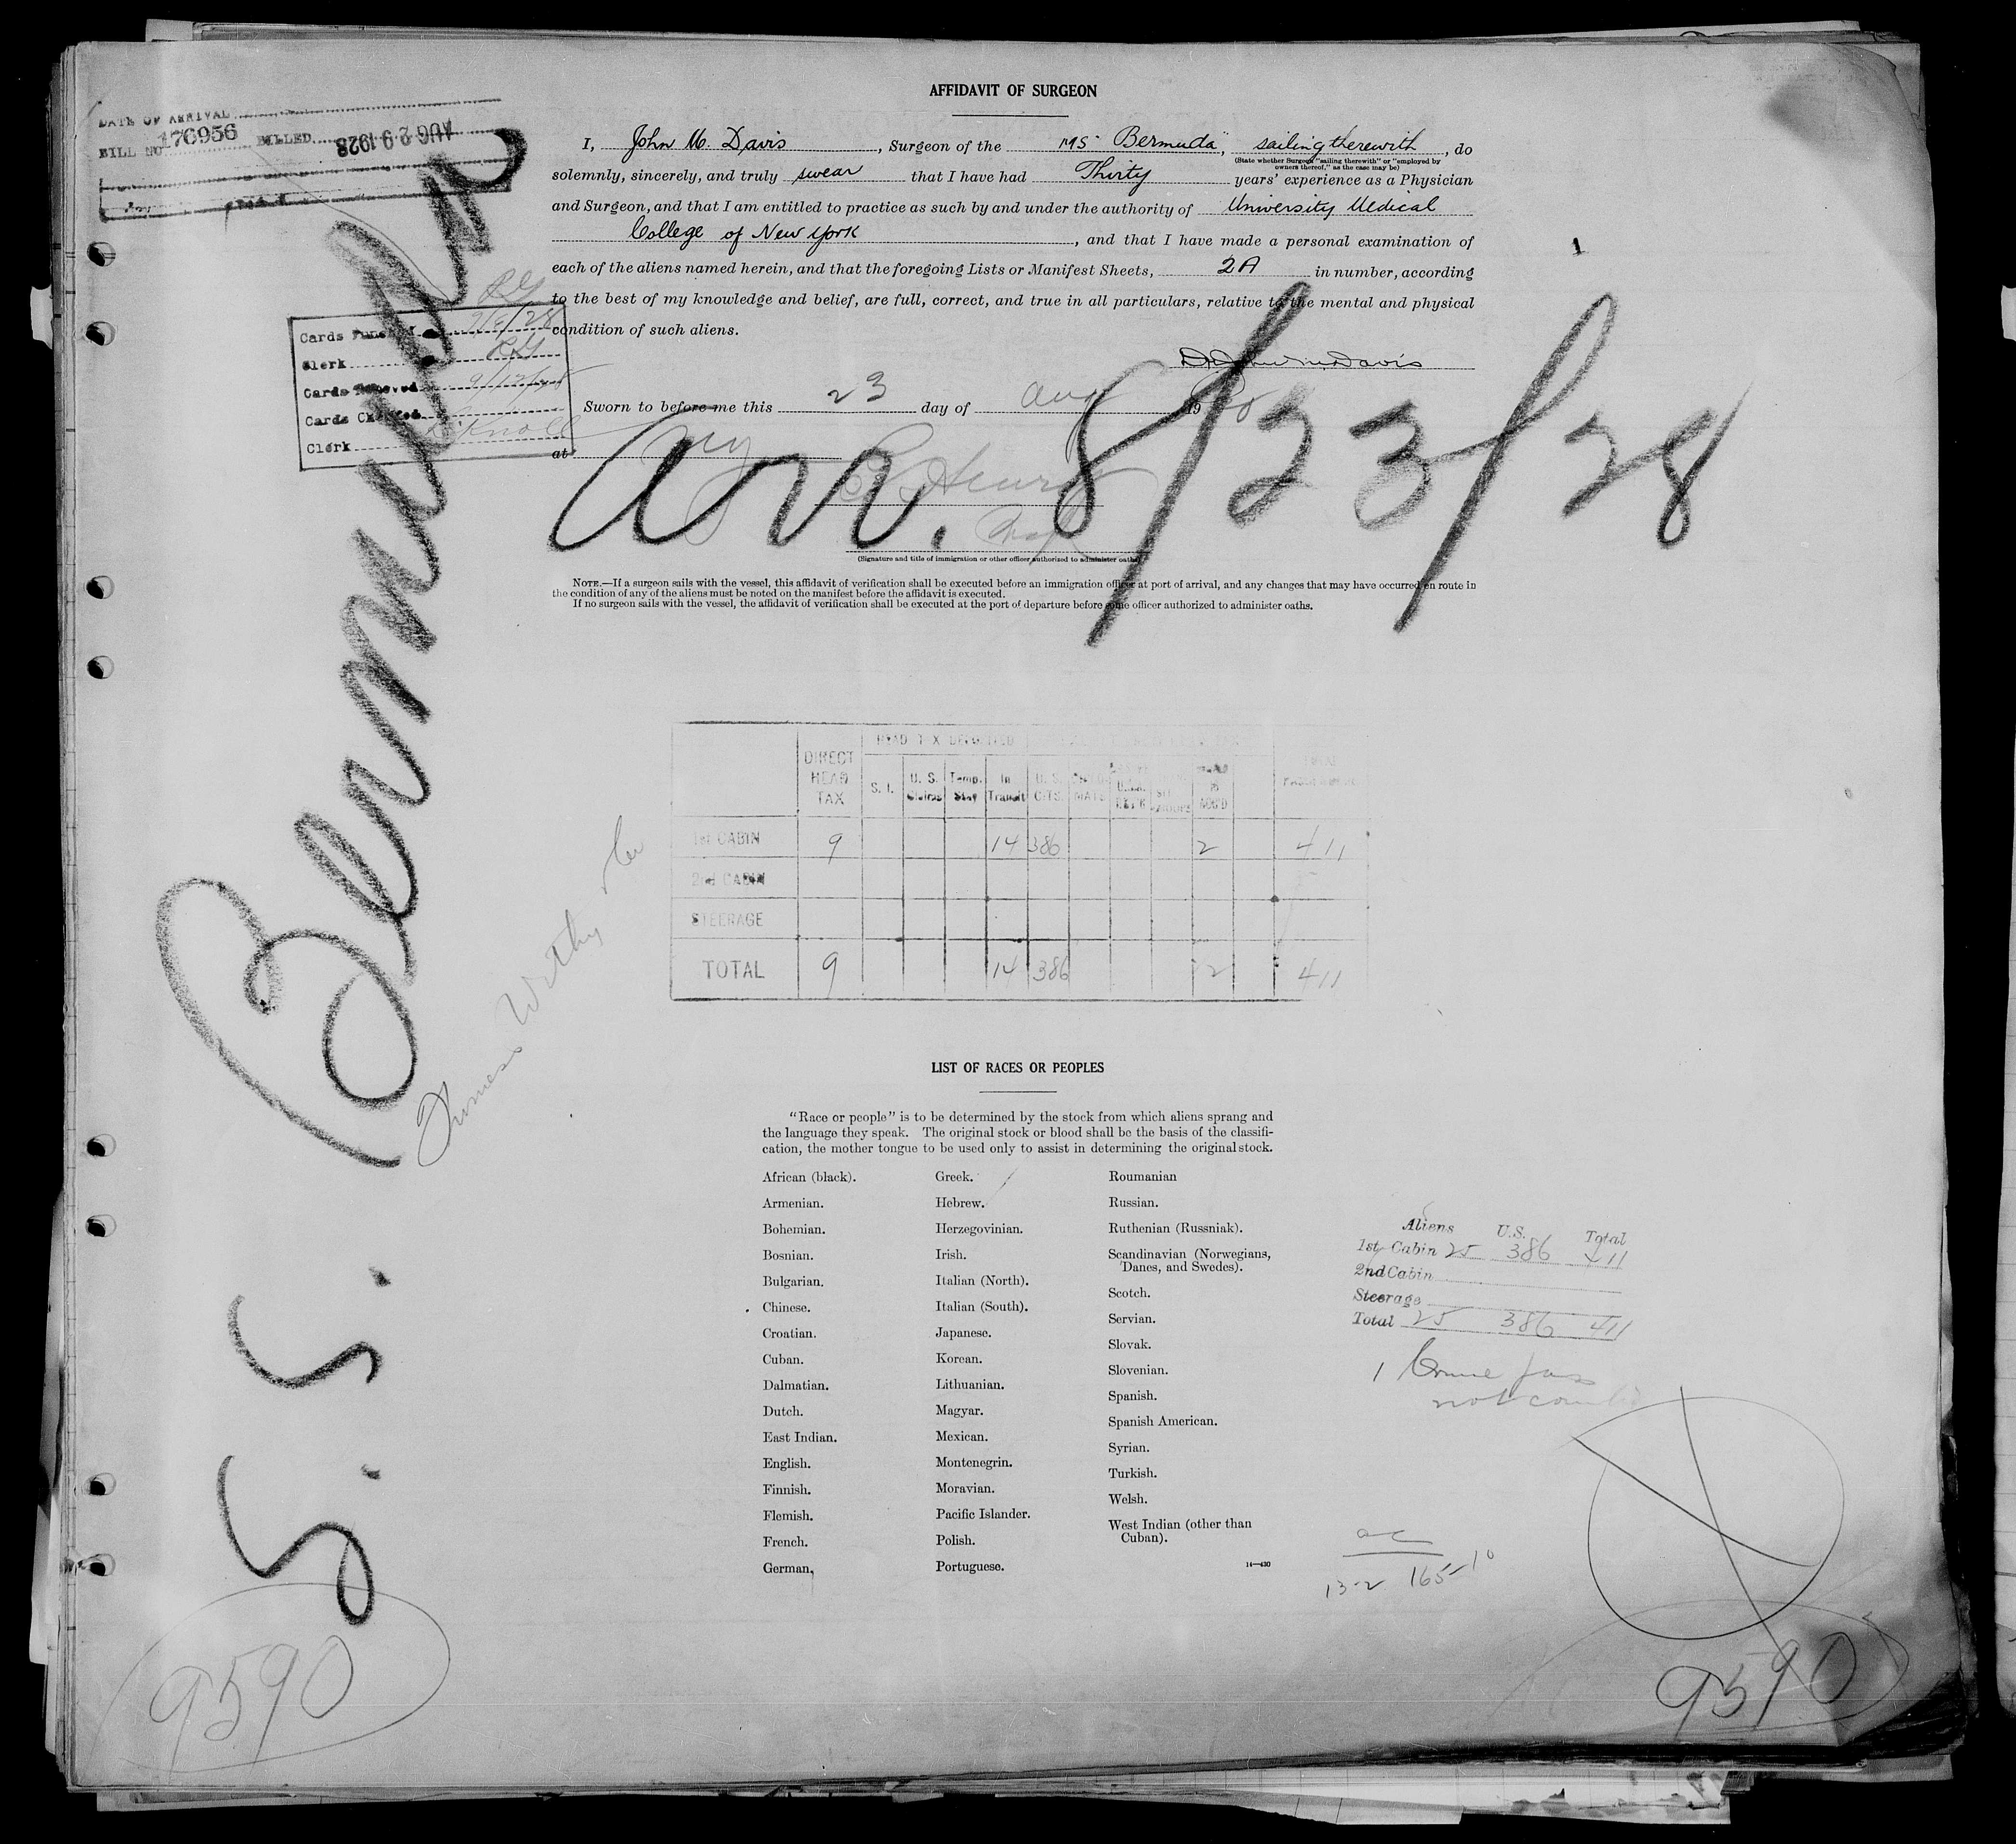 AFFIDAVIT OF SURGEON
DATE OF ARRIVAL
BILL NO 176956 BILLED AUG 29 1928
I, John M. Davis, Surgeon of the M S "Bermuda", sailing therewith, do
(State whether Surgeon "sailing therewith" or "employed by
owners thereof," as the case may be)
solemnly, sincerely, and truly swear that I have had Thirty years' experience as a Physician
and Surgeon, and that I am entitled to practice as such by and under the authority of University Medical
College of New York, and that I have made a personal examination of
each of the aliens named herein, and that the foregoing Lists or Manifest Sheets, 2A in number, according
to the best of my knowledge and belief, are full, correct, and true in all particulars, relative to the mental and physical
condition of such aliens.
Davis
Cards Punched
Clerk
Cards Removed
Cards Checked
Clerk Knoll
Sworn to before me this 23 day of Aug 19
at
Henry
Arr. 8/23/28
(Signature and title of immigration or other officer authorized to administer oaths)
NOTE.—If a surgeon sails with the vessel, this affidavit of verification shall be executed before an immigration officer at port of arrival, and any changes that may have occurred en route in
the condition of any of the aliens must be noted on the manifest before the affidavit is executed.
If no surgeon sails with the vessel, the affidavit of verification shall be executed at the port of departure before some officer authorized to administer oaths.
S. S. Bermuda
Furness Withy
DIRECT HEAD TAX
HEAD TAX DEPOSITED
S. I. U. S. Claims Temp. Stay In Transit U. S. CITS.
1st CABIN 9 14 386 2 411
2nd CABIN
STEERAGE
TOTAL 9 14 386 2 411
LIST OF RACES OR PEOPLES
"Race or people" is to be determined by the stock from which aliens sprang and
the language they speak. The original stock or blood shall be the basis of the classifi-
cation, the mother tongue to be used only to assist in determining the original stock.
African (black).
Armenian.
Bohemian.
Bosnian.
Bulgarian.
Chinese.
Croatian.
Cuban.
Dalmatian.
Dutch.
East Indian.
English.
Finnish.
Flemish.
French.
German.
Greek.
Hebrew.
Herzegovinian.
Irish.
Italian (North).
Italian (South).
Japanese.
Korean.
Lithuanian.
Magyar.
Mexican.
Montenegrin.
Moravian.
Pacific Islander.
Polish.
Portuguese.
Roumanian
Russian.
Ruthenian (Russniak).
Scandinavian (Norwegians,
Danes, and Swedes).
Scotch.
Servian.
Slovak.
Slovenian.
Spanish.
Spanish American.
Syrian.
Turkish.
Welsh.
West Indian (other than
Cuban).
14—430
Aliens U.S. Total
1st Cabin 25 386 411
2nd Cabin
Steerage
Total 25 386 411
1
not
13-2 165-10
9590
9590